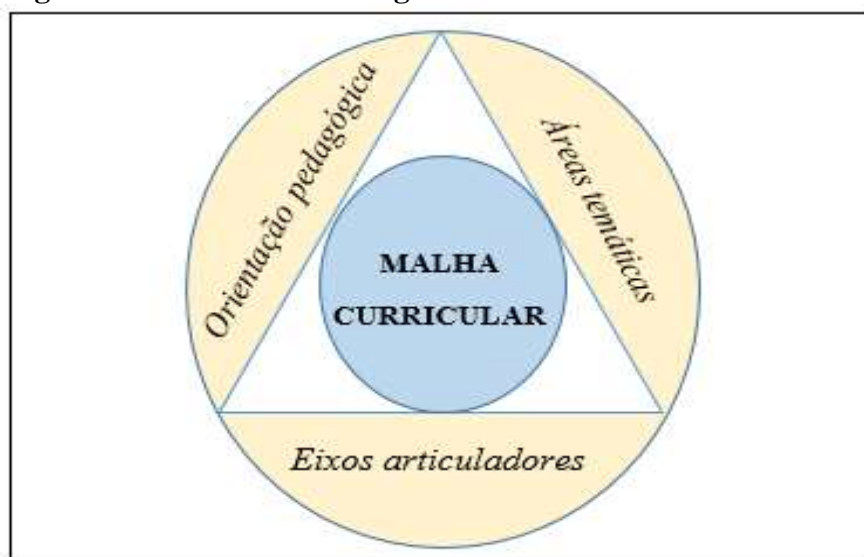 Orientação pedagógica
Áreas temáticas
MALHA
CURRICULAR
Eixos articuladores